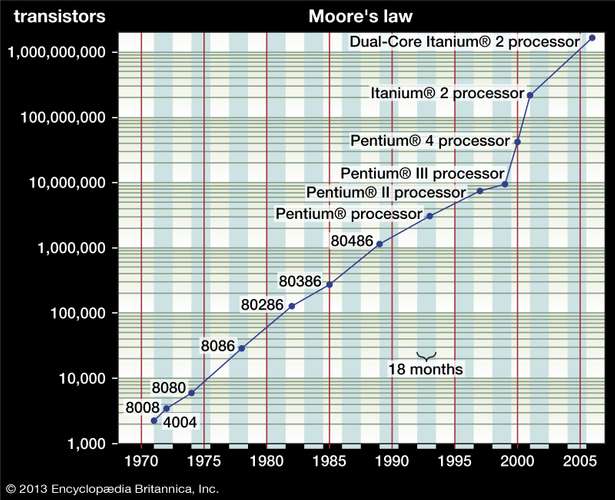 transistors
Moore's law
1,000,000,000
100,000,000
10,000,000
1,000,000
100,000
10,000
1,000
Dual-Core Itanium® 2 processor
Itanium® 2 processor
Pentium® 4 processor
Pentium® III processor
Pentium® II processor
Pentium® processor
80486
80386
80286
8086
8080
8008
4004
18 months
1970 1975 1980 1985 1990 1995 2000 2005
© 2013 Encyclopædia Britannica, Inc.